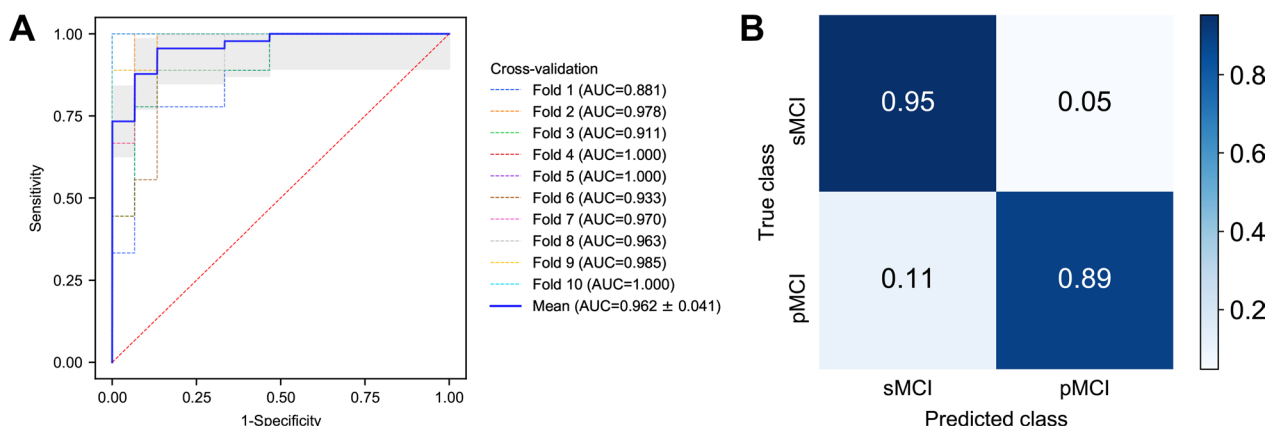 A
1.00
0.75
0.50
0.25
0.00
Sensitivity
0.00 0.25 0.50 0.75 1.00
1-Specificity
Cross-validation
Fold 1 (AUC=0.881)
Fold 2 (AUC=0.978)
Fold 3 (AUC=0.911)
Fold 4 (AUC=1.000)
Fold 5 (AUC=1.000)
Fold 6 (AUC=0.933)
Fold 7 (AUC=0.970)
Fold 8 (AUC=0.963)
Fold 9 (AUC=0.985)
Fold 10 (AUC=1.000)
Mean (AUC=0.962 ± 0.041)
B
True class
sMCI
pMCI
0.95 0.05
0.11 0.89
sMCI pMCI
Predicted class
0.8
0.6
0.4
0.2